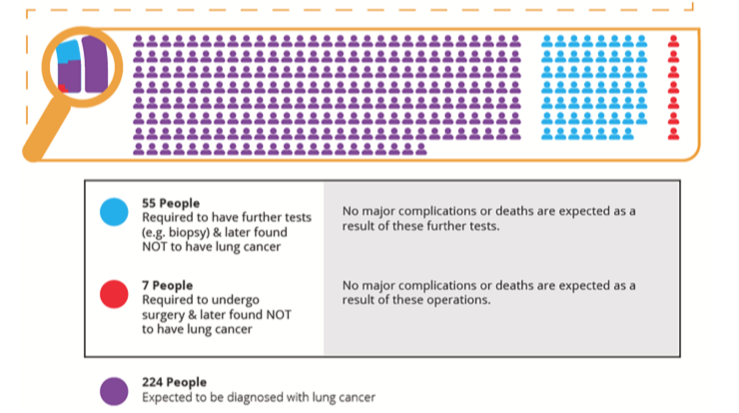 55 People
Required to have further tests
(e.g. biopsy) & later found
NOT to have lung cancer
No major complications or deaths are expected as a
result of these further tests.
7 People
Required to undergo
surgery & later found NOT
to have lung cancer
No major complications or deaths are expected as a
result of these operations.
224 People
Expected to be diagnosed with lung cancer